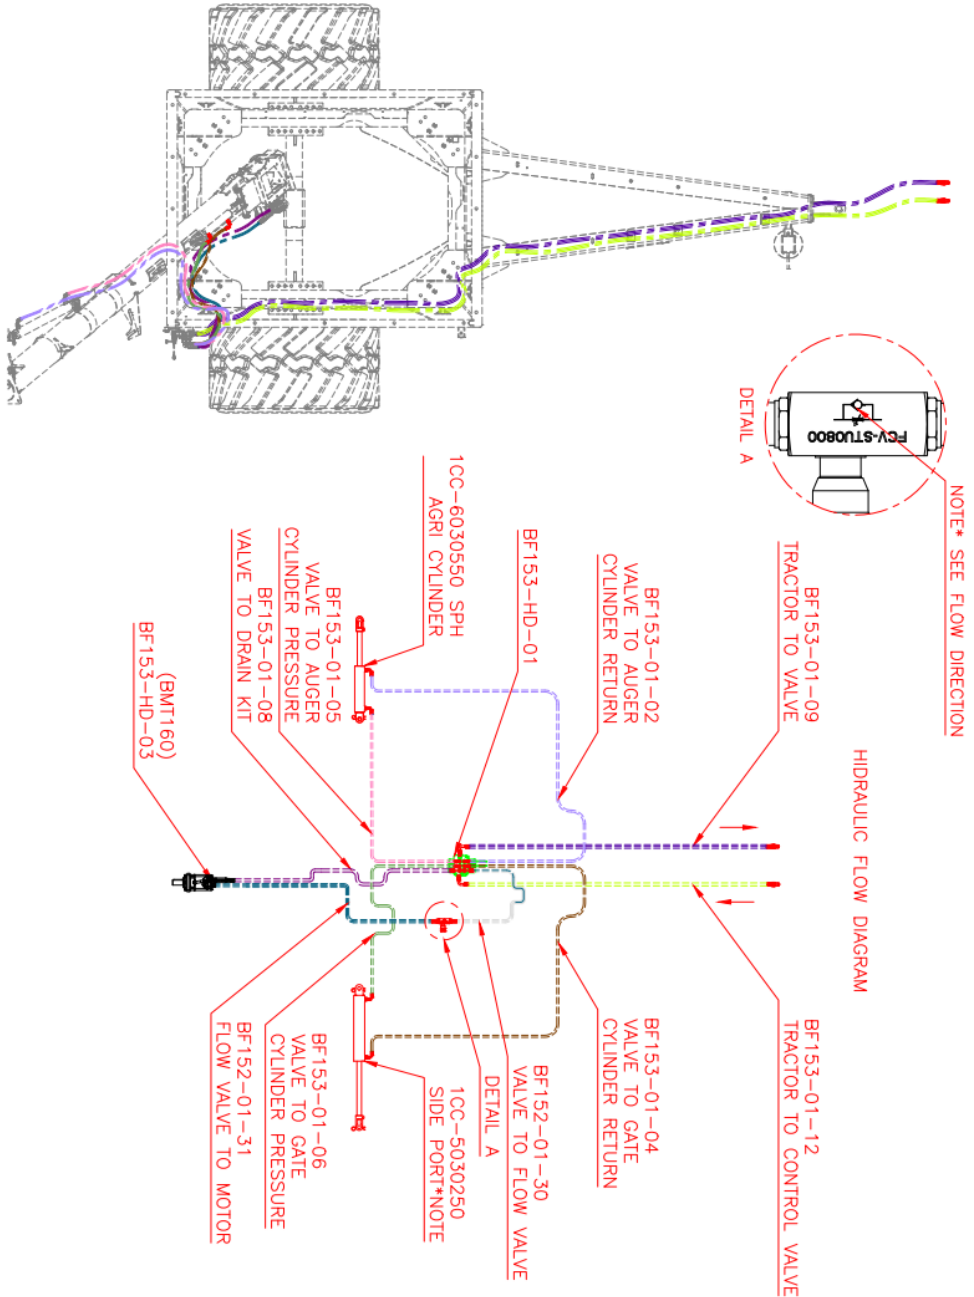 FCV-STU0800
DETAIL A
NOTE* SEE FLOW DIRECTION
HIDRAULIC FLOW DIAGRAM
BF153-01-09
TRACTOR TO VALVE
BF153-01-02
VALVE TO AUGER
CYLINDER RETURN
BF153-HD-01
1CC-6030550 SPH
AGRI CYLINDER
BF153-01-05
VALVE TO AUGER
CYLINDER PRESSURE
BF153-01-08
VALVE TO DRAIN KIT
(BMT160)
BF153-HD-03
BF153-01-12
TRACTOR TO CONTROL VALVE
BF153-01-04
VALVE TO GATE
CYLINDER RETURN
BF152-01-30
VALVE TO FLOW VALVE
DETAIL A
1CC-5030250
SIDE PORT*NOTE
BF153-01-06
VALVE TO GATE
CYLINDER PRESSURE
BF152-01-31
FLOW VALVE TO MOTOR